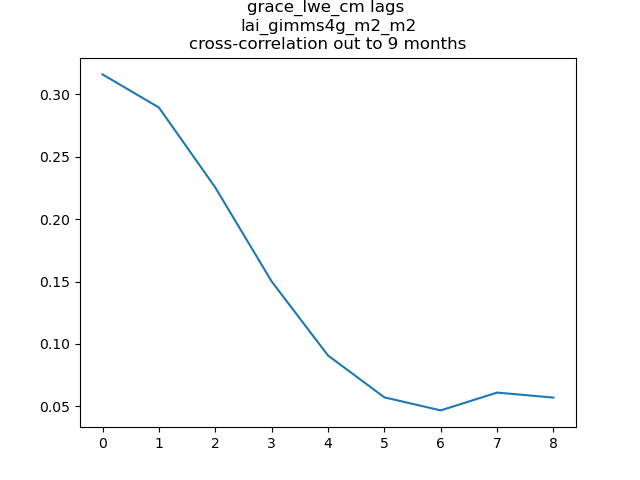 grace_lwe_cm lags
lai_gimms4g_m2_m2
cross-correlation out to 9 months
0.30
0.25
0.20
0.15
0.10
0.05
0 1 2 3 4 5 6 7 8